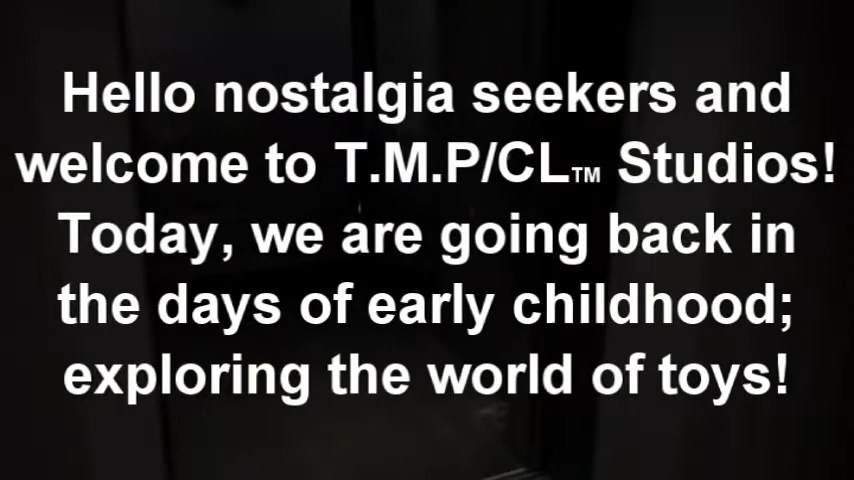 Hello nostalgia seekers and
welcome to T.M.P/CL™ Studios!
Today, we are going back in
the days of early childhood;
exploring the world of toys!